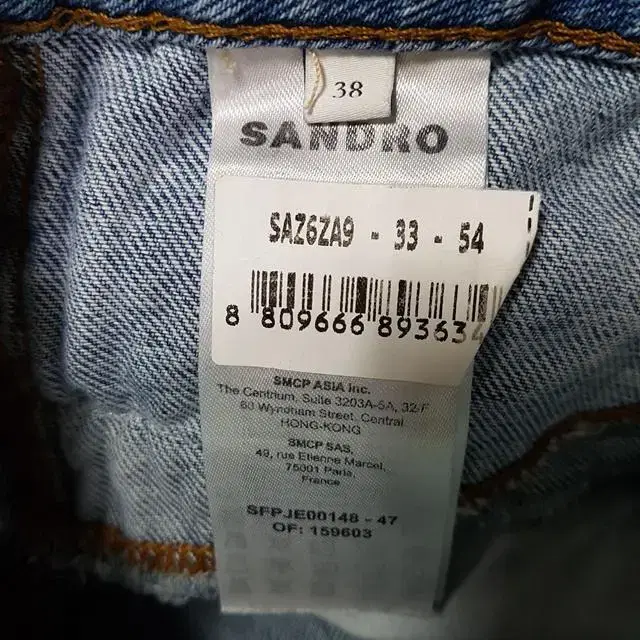 38
SANDRO
SAZ6ZA9 - 33 - 54
8 809666 893634
SMCP ASIA Inc.
The Centrium, Suite 3203A-5A, 32/F
60 Wyndham Street, Central
HONG-KONG
SMCP SAS,
49, rue Etienne Marcel,
75001 Paris,
France
SFPJE00148 - 47
OF: 159603